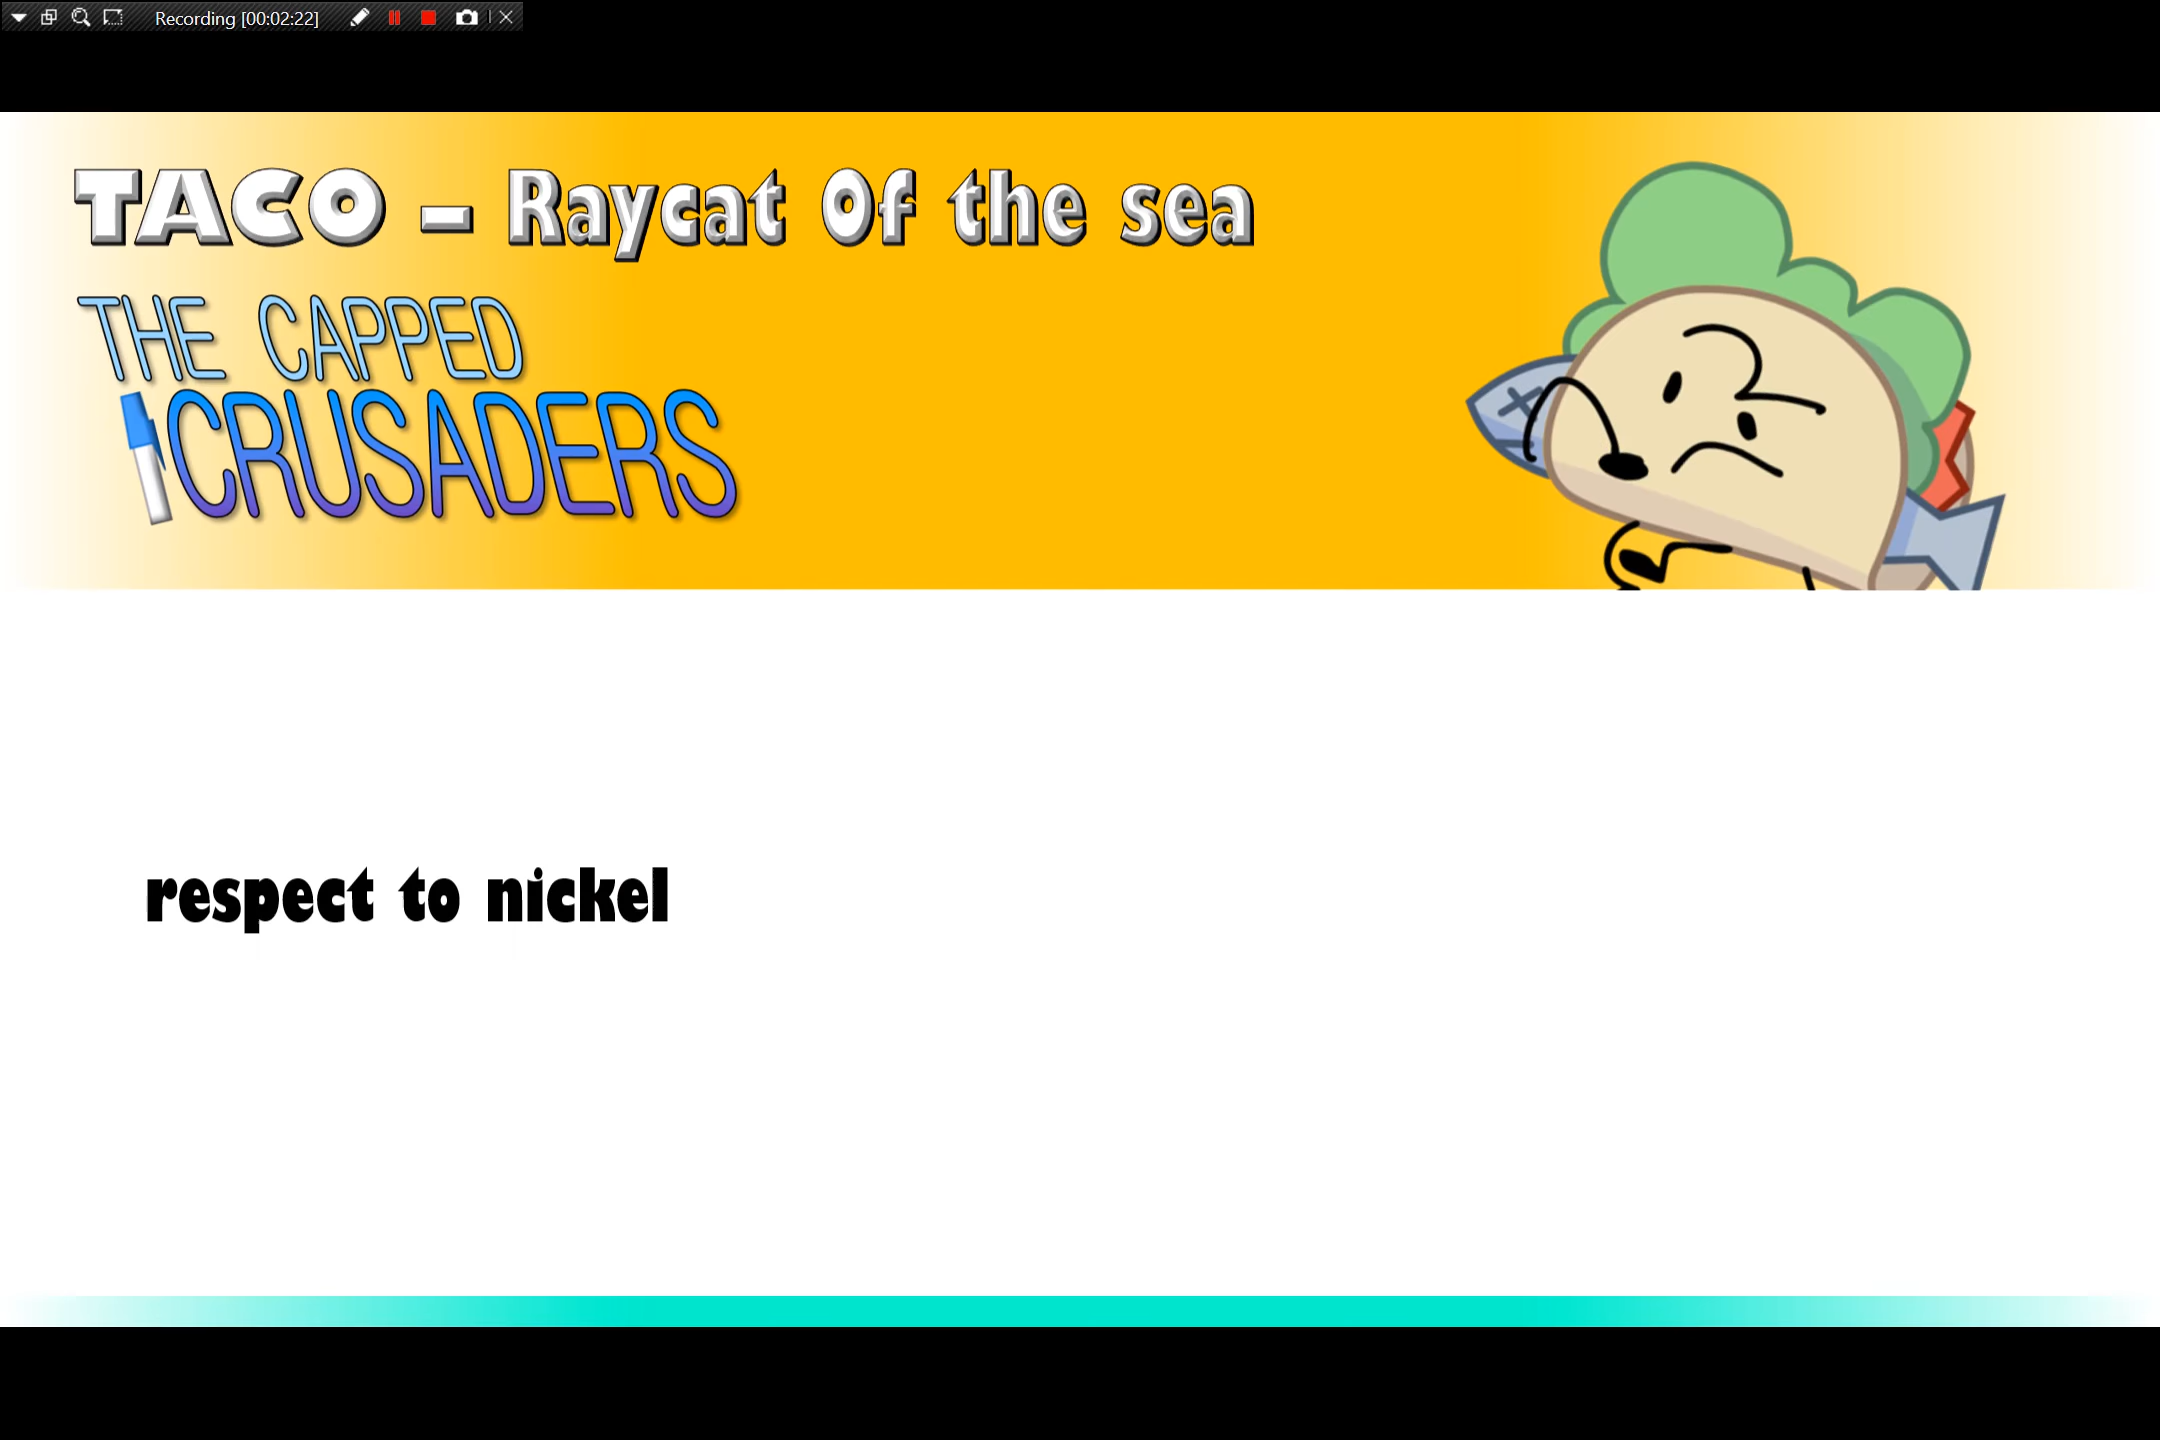 Recording [00:02:22]
TACO - Raycat Of the sea
THE CAPPED
CRUSADERS
respect to nickel